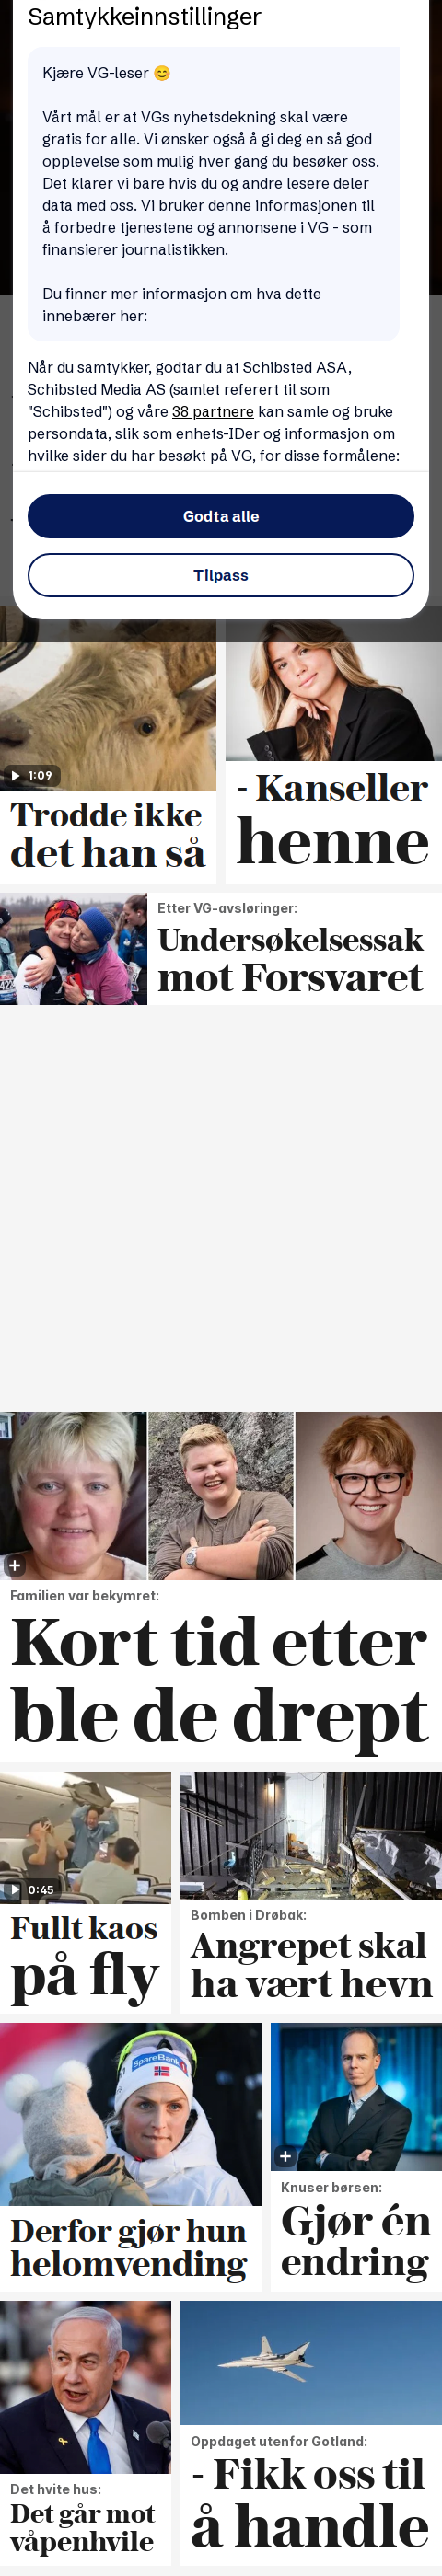 Samtykkeinnstillinger
Kjære VG-leser 😊
Vårt mål er at VGs nyhetsdekning skal være
gratis for alle. Vi ønsker også å gi deg en så god
opplevelse som mulig hver gang du besøker oss.
Det klarer vi bare hvis du og andre lesere deler
data med oss. Vi bruker denne informasjonen til
å forbedre tjenestene og annonsene i VG - som
finansierer journalistikken.
Du finner mer informasjon om hva dette
innebærer her:
Når du samtykker, godtar du at Schibsted ASA,
Schibsted Media AS (samlet referert til som
"Schibsted") og våre 38 partnere kan samle og bruke
persondata, slik som enhets-IDer og informasjon om
hvilke sider du har besøkt på VG, for disse formålene:
Godta alle
Tilpass
1:09
Trodde ikke
det han så
- Kanseller
henne
Etter VG-avsløringer:
Undersøkelsessak
mot Forsvaret
Familien var bekymret:
Kort tid etter
ble de drept
0:45
Fullt kaos
på fly
Bomben i Drøbak:
Angrepet skal
ha vært hevn
SpareBank
Derfor gjør hun
helomvending
Knuser børsen:
Gjør én
endring
Det hvite hus:
Det går mot
våpenhvile
Oppdaget utenfor Gotland:
- Fikk oss til
å handle